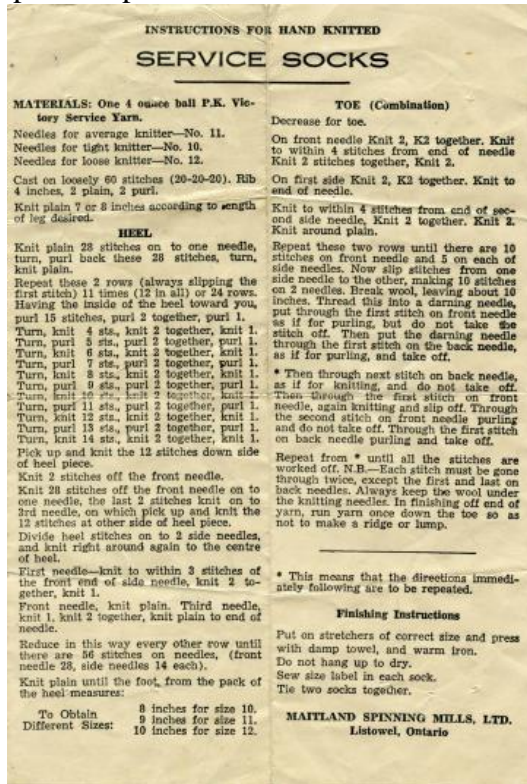 INSTRUCTIONS FOR HAND KNITTED
SERVICE SOCKS
MATERIALS: One 4 ounce ball P.K. Vic-
tory Service Yarn.
Needles for average knitter—No. 11.
Needles for tight knitter—No. 10.
Needles for loose knitter—No. 12.
Cast on loosely 60 stitches (20-20-20). Rib
4 inches, 2 plain, 2 purl.
Knit plain 7 or 8 inches according to length
of leg desired.
HEEL
Knit plain 28 stitches on to one needle,
turn, purl back these 28 stitches, turn,
knit plain.
Repeat these 2 rows (always slipping the
first stitch) 11 times (12 in all) or 24 rows.
Having the inside of the heel toward you,
purl 15 stitches, purl 2 together, purl 1.
Turn, knit 4 sts., knit 2 together, knit 1.
Turn, purl 5 sts., purl 2 together, purl 1.
Turn, knit 6 sts., knit 2 together, knit 1.
Turn, purl 7 sts., purl 2 together, purl 1.
Turn, knit 8 sts., knit 2 together, knit 1.
Turn, purl 9 sts., purl 2 together, purl 1.
Turn, knit 10 sts., knit 2 together, knit 1.
Turn, purl 11 sts., purl 2 together, purl 1.
Turn, knit 12 sts., knit 2 together, knit 1.
Turn, purl 13 sts., purl 2 together, purl 1.
Turn, knit 14 sts., knit 2 together, knit 1.
Pick up and knit the 12 stitches down side
of heel piece.
Knit 2 stitches off the front needle.
Knit 28 stitches off the front needle on to
one needle, the last 2 stitches knit on to
3rd needle, on which pick up and knit the
12 stitches at other side of heel piece.
Divide heel stitches on to 2 side needles,
and knit right around again to the centre
of heel.
First needle—knit to within 3 stitches of
the front end of side needle, knit 2 to-
gether, knit 1.
Front needle, knit plain. Third needle,
knit 1, knit 2 together, knit plain to end of
needle.
Reduce in this way every other row until
there are 56 stitches on needles, (front
needle 28, side needles 14 each).
Knit plain until the foot, from the pack of
the heel measures:
To Obtain
Different Sizes:
8 inches for size 10.
9 inches for size 11.
10 inches for size 12.
TOE (Combination)
Decrease for toe.
On front needle Knit 2, K2 together. Knit
to within 4 stitches from end of needle
Knit 2 stitches together, Knit 2.
On first side Knit 2, K2 together. Knit to
end of needle.
Knit to within 4 stitches from end of sec-
ond side needle, Knit 2 together. Knit 2.
Knit around plain.
Repeat these two rows until there are 10
stitches on front needle and 5 on each of
side needles. Now slip stitches from one
side needle to the other, making 10 stitches
on 2 needles. Break wool, leaving about 10
inches. Thread this into a darning needle,
put through the first stitch on front needle
as if for purling, but do not take the
stitch off. Then put the darning needle
through the first stitch on the back needle,
as if for purling, and take off.
* Then through next stitch on back needle,
as if for knitting, and do not take off.
Then through the first stitch on front
needle, again knitting and slip off. Through
the second stitch on front needle purling
and do not take off. Through the first stitch
on back needle purling and take off.
Repeat from * until all the stitches are
worked off. N.B.—Each stitch must be gone
through twice, except the first and last on
back needles. Always keep the wool under
the knitting needles. In finishing off end of
yarn, run yarn once down the toe so as
not to make a ridge or lump.
* This means that the directions immedi-
ately following are to be repeated.
Finishing Instructions
Put on stretchers of correct size and press
with damp towel, and warm iron.
Do not hang up to dry.
Sew size label in each sock.
Tie two socks together.
MAITLAND SPINNING MILLS, LTD.
Listowel, Ontario